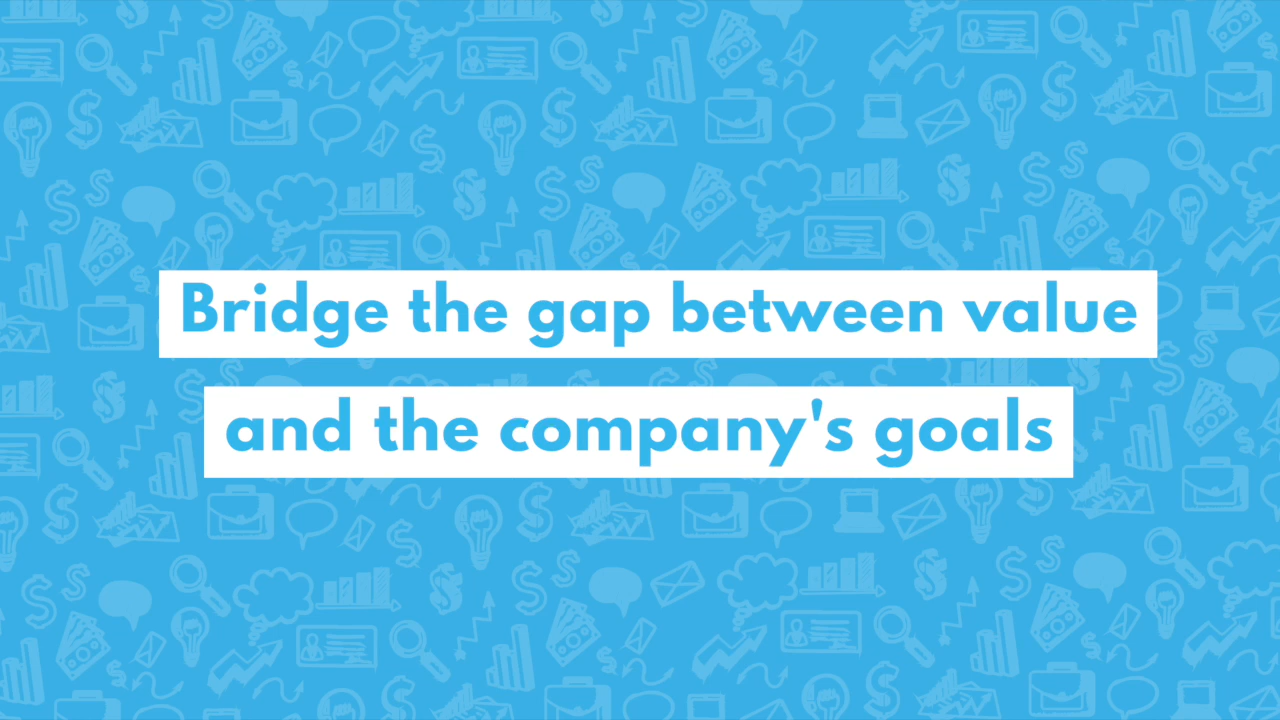 Bridge the gap between value
and the company's goals